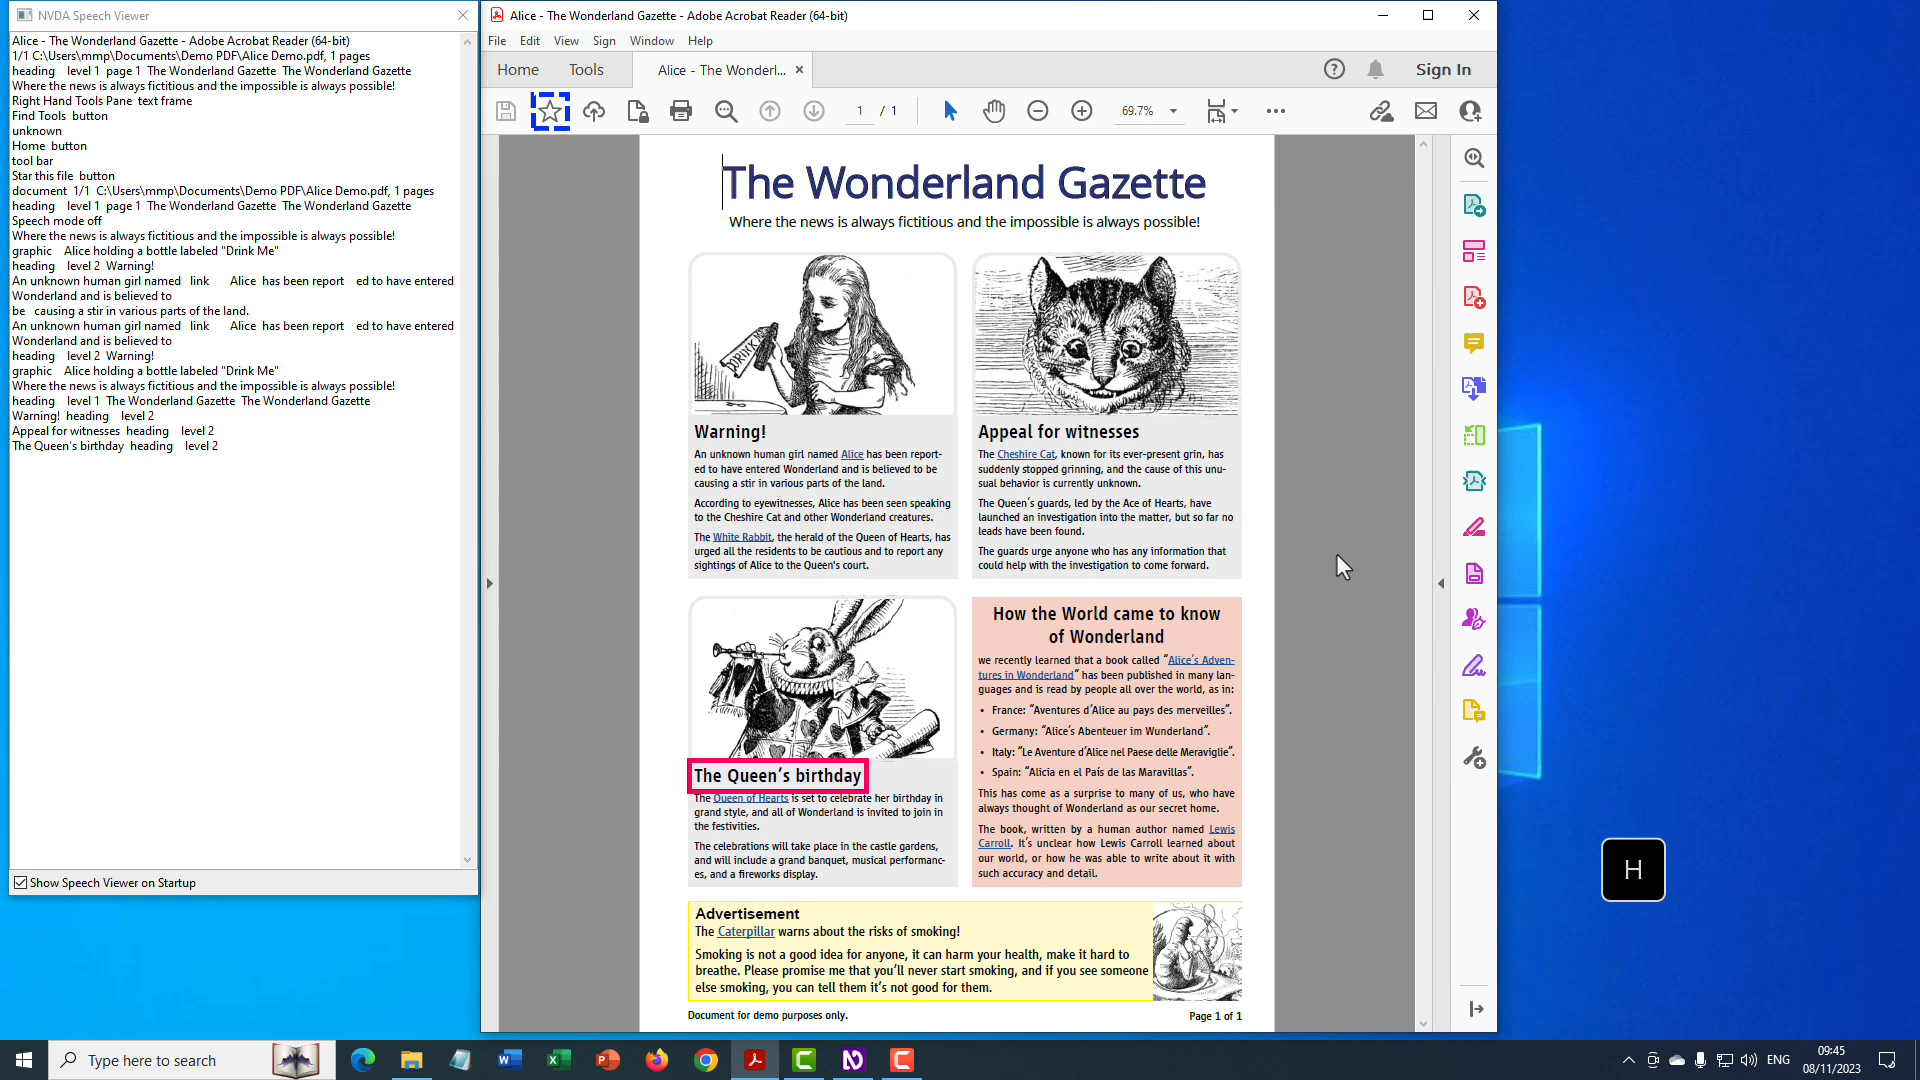 NVDA Speech Viewer
Alice - The Wonderland Gazette - Adobe Acrobat Reader (64-bit)
1/1 C:\Users\mmp\Documents\Demo PDF\Alice Demo.pdf, 1 pages
heading level 1 page 1 The Wonderland Gazette The Wonderland Gazette
Where the news is always fictitious and the impossible is always possible!
Right Hand Tools Pane text frame
Find Tools button
unknown
Home button
tool bar
Star this file button
document 1/1 C:\Users\mmp\Documents\Demo PDF\Alice Demo.pdf, 1 pages
heading level 1 page 1 The Wonderland Gazette The Wonderland Gazette
Speech mode off
Where the news is always fictitious and the impossible is always possible!
graphic Alice holding a bottle labeled "Drink Me"
heading level 2 Warning!
An unknown human girl named link Alice has been report ed to have entered
Wonderland and is believed to
be causing a stir in various parts of the land.
An unknown human girl named link Alice has been report ed to have entered
Wonderland and is believed to
heading level 2 Warning!
graphic Alice holding a bottle labeled "Drink Me"
Where the news is always fictitious and the impossible is always possible!
heading level 1 The Wonderland Gazette The Wonderland Gazette
Warning! heading level 2
Appeal for witnesses heading level 2
The Queen's birthday heading level 2
Show Speech Viewer on Startup
Alice - The Wonderland Gazette - Adobe Acrobat Reader (64-bit)
File Edit View Sign Window Help
Home Tools Alice - The Wonderl... Sign In
1 / 1 69.7%
The Wonderland Gazette
Where the news is always fictitious and the impossible is always possible!
DRINK
Warning!
An unknown human girl named Alice has been report-
ed to have entered Wonderland and is believed to be
causing a stir in various parts of the land.
According to eyewitnesses, Alice has been seen speaking
to the Cheshire Cat and other Wonderland creatures.
The White Rabbit, the herald of the Queen of Hearts, has
urged all the residents to be cautious and to report any
sightings of Alice to the Queen's court.
Appeal for witnesses
The Cheshire Cat, known for its ever-present grin, has
suddenly stopped grinning, and the cause of this unu-
sual behavior is currently unknown.
The Queen's guards, led by the Ace of Hearts, have
launched an investigation into the matter, but so far no
leads have been found.
The guards urge anyone who has any information that
could help with the investigation to come forward.
The Queen's birthday
The Queen of Hearts is set to celebrate her birthday in
grand style, and all of Wonderland is invited to join in
the festivities.
The celebrations will take place in the castle gardens,
and will include a grand banquet, musical performanc-
es, and a fireworks display.
How the World came to know
of Wonderland
we recently learned that a book called "Alice's Adven-
tures in Wonderland" has been published in many lan-
guages and is read by people all over the world, as in:
• France: "Aventures d'Alice au pays des merveilles".
• Germany: "Alice's Abenteuer im Wunderland".
• Italy: "Le Aventure d'Alice nel Paese delle Meraviglie".
• Spain: "Alicia en el País de las Maravillas".
This has come as a surprise to many of us, who have
always thought of Wonderland as our secret home.
The book, written by a human author named Lewis
Carroll. It's unclear how Lewis Carroll learned about
our world, or how he was able to write about it with
such accuracy and detail.
Advertisement
The Caterpillar warns about the risks of smoking!
Smoking is not a good idea for anyone, it can harm your health, make it hard to
breathe. Please promise me that you'll never start smoking, and if you see someone
else smoking, you can tell them it's not good for them.
Document for demo purposes only.
Page 1 of 1
H
Type here to search
ENG
09:45
08/11/2023